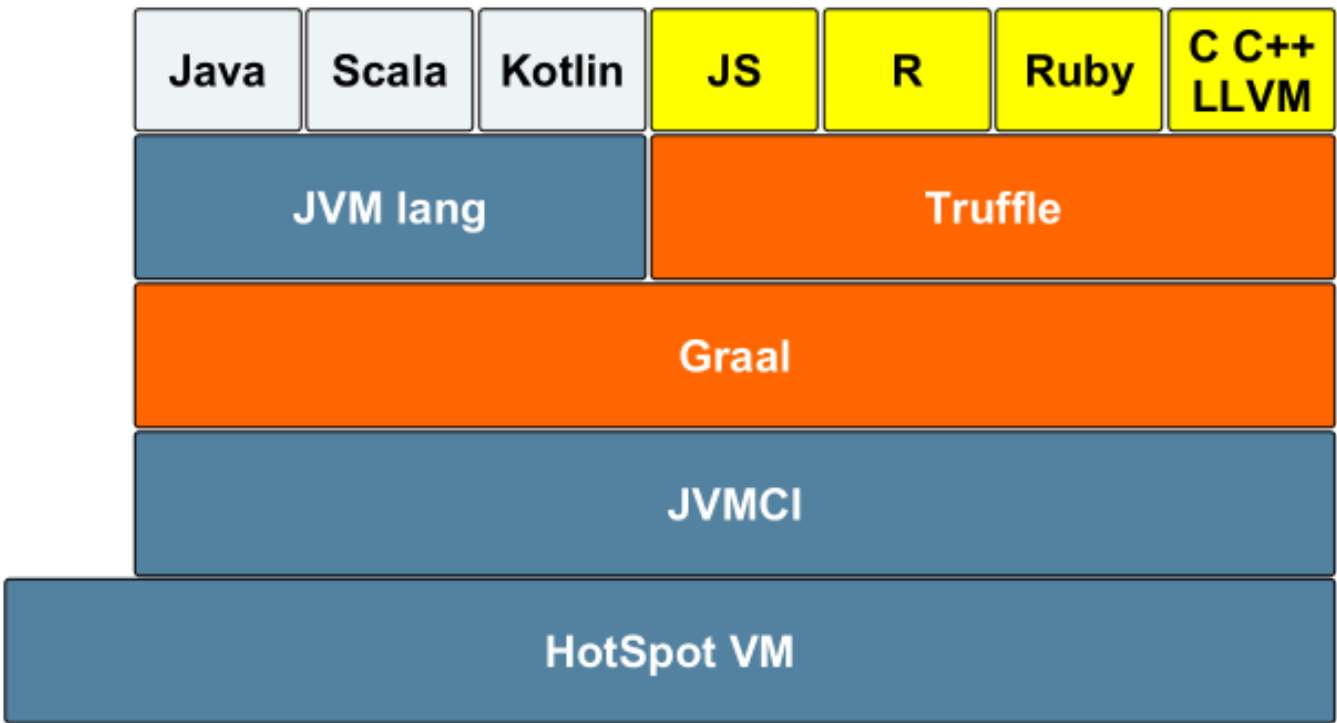 Java
Scala
Kotlin
JS
R
Ruby
C C++
LLVM
JVM lang
Truffle
Graal
JVMCI
HotSpot VM